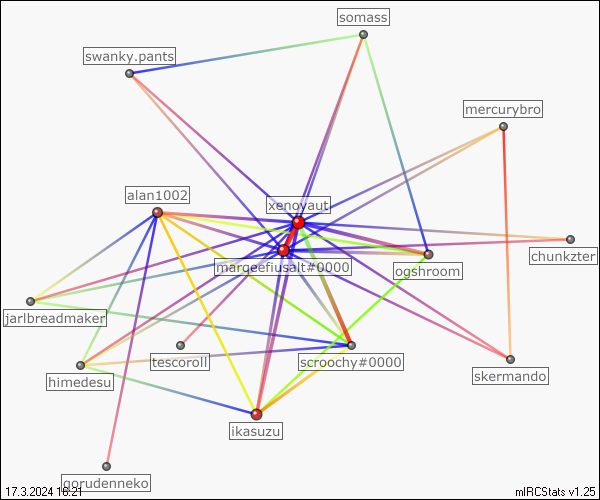 somass
swanky.pants
mercurybro
alan1002
xenoyaut
chunkzter
marqeefiusalt#0000
ogshroom
jarlbreadmaker
tescoroll
scroochy#0000
himedesu
skermando
ikasuzu
gorudenneko
17.3.2024 16:21
mIRCStats v1.25